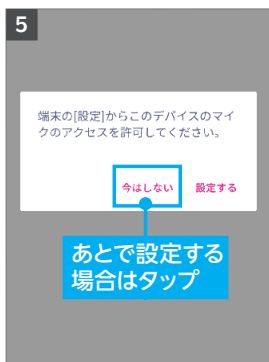 5
端末の[設定]からこのデバイスのマイ
クのアクセスを許可してください。
今はしない 設定する
あとで設定する
場合はタップ